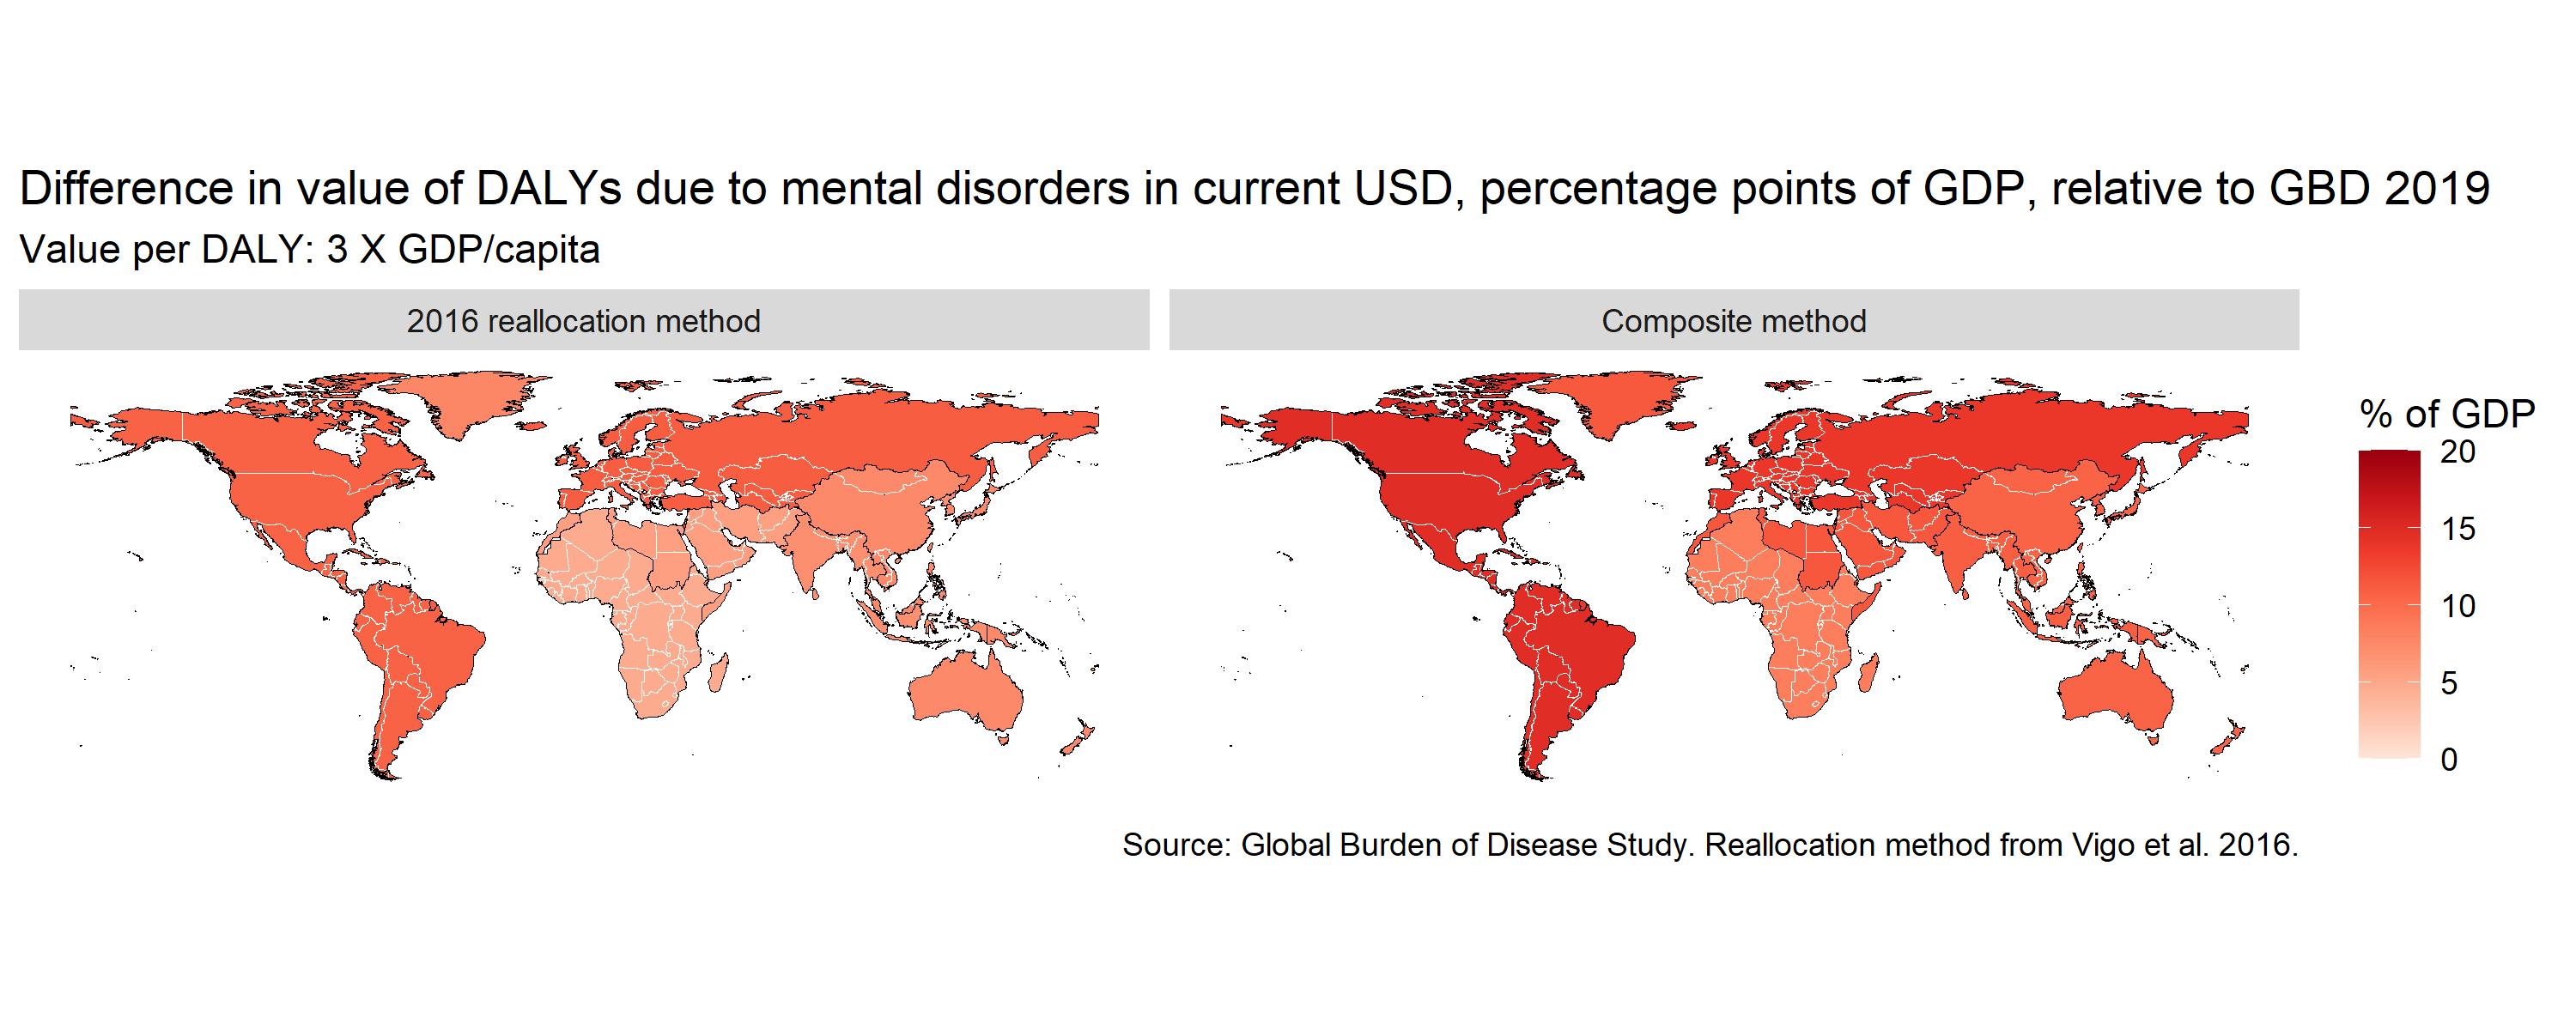 Difference in value of DALYs due to mental disorders in current USD, percentage points of GDP, relative to GBD 2019
Value per DALY: 3 X GDP/capita
2016 reallocation method
Composite method
% of GDP
20
15
10
5
0
Source: Global Burden of Disease Study. Reallocation method from Vigo et al. 2016.